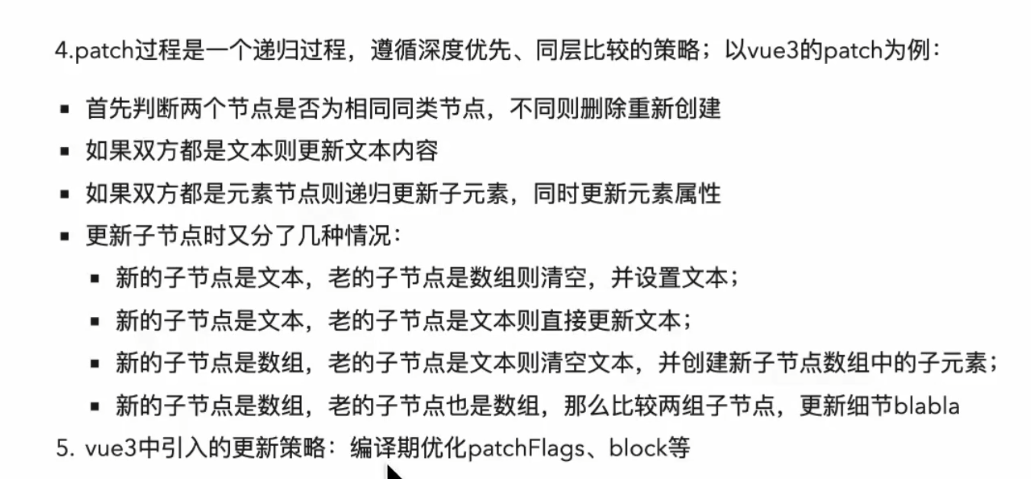 4.patch过程是一个递归过程，遵循深度优先、同层比较的策略；以vue3的patch为例：
▪ 首先判断两个节点是否为相同同类节点，不同则删除重新创建
▪ 如果双方都是文本则更新文本内容
▪ 如果双方都是元素节点则递归更新子元素，同时更新元素属性
▪ 更新子节点时又分了几种情况：
▪ 新的子节点是文本，老的子节点是数组则清空，并设置文本；
▪ 新的子节点是文本，老的子节点是文本则直接更新文本；
▪ 新的子节点是数组，老的子节点是文本则清空文本，并创建新子节点数组中的子元素；
▪ 新的子节点是数组，老的子节点也是数组，那么比较两组子节点，更新细节blabla
5. vue3中引入的更新策略：编译期优化patchFlags、block等